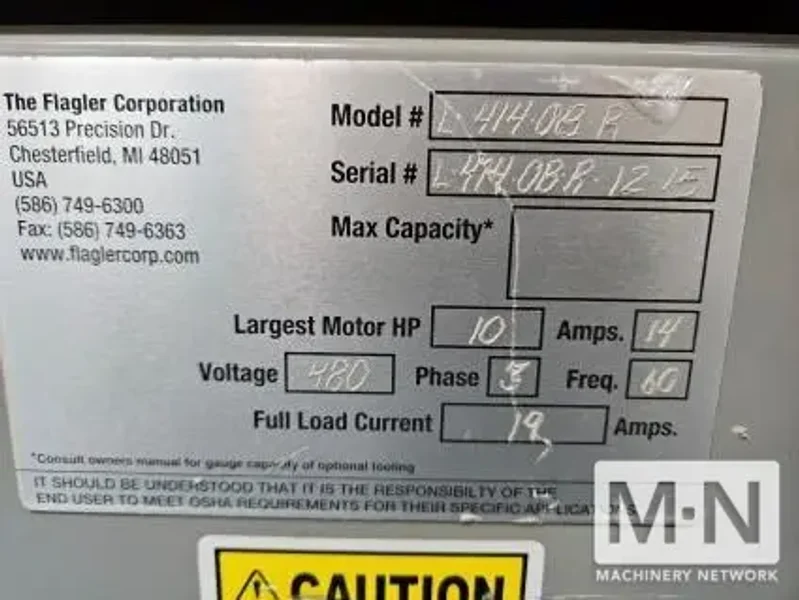 The Flagler Corporation
56513 Precision Dr.
Chesterfield, MI 48051
USA
(586) 749-6300
Fax: (586) 749-6363
www.flaglercorp.com
Model # L-414-OB-R
Serial # L-414-OB-R-12-15
Max Capacity*
Largest Motor HP 10 Amps. 14
Voltage 480 Phase 3 Freq. 60
Full Load Current 19 Amps.
*Consult owners manual for gauge capacity of optional tooling
IT SHOULD BE UNDERSTOOD THAT IT IS THE RESPONSIBILTY OF THE
END USER TO MEET OSHA REQUIREMENTS FOR THEIR SPECIFIC APPLICATIONS
CAUTION
M·N
MACHINERY NETWORK